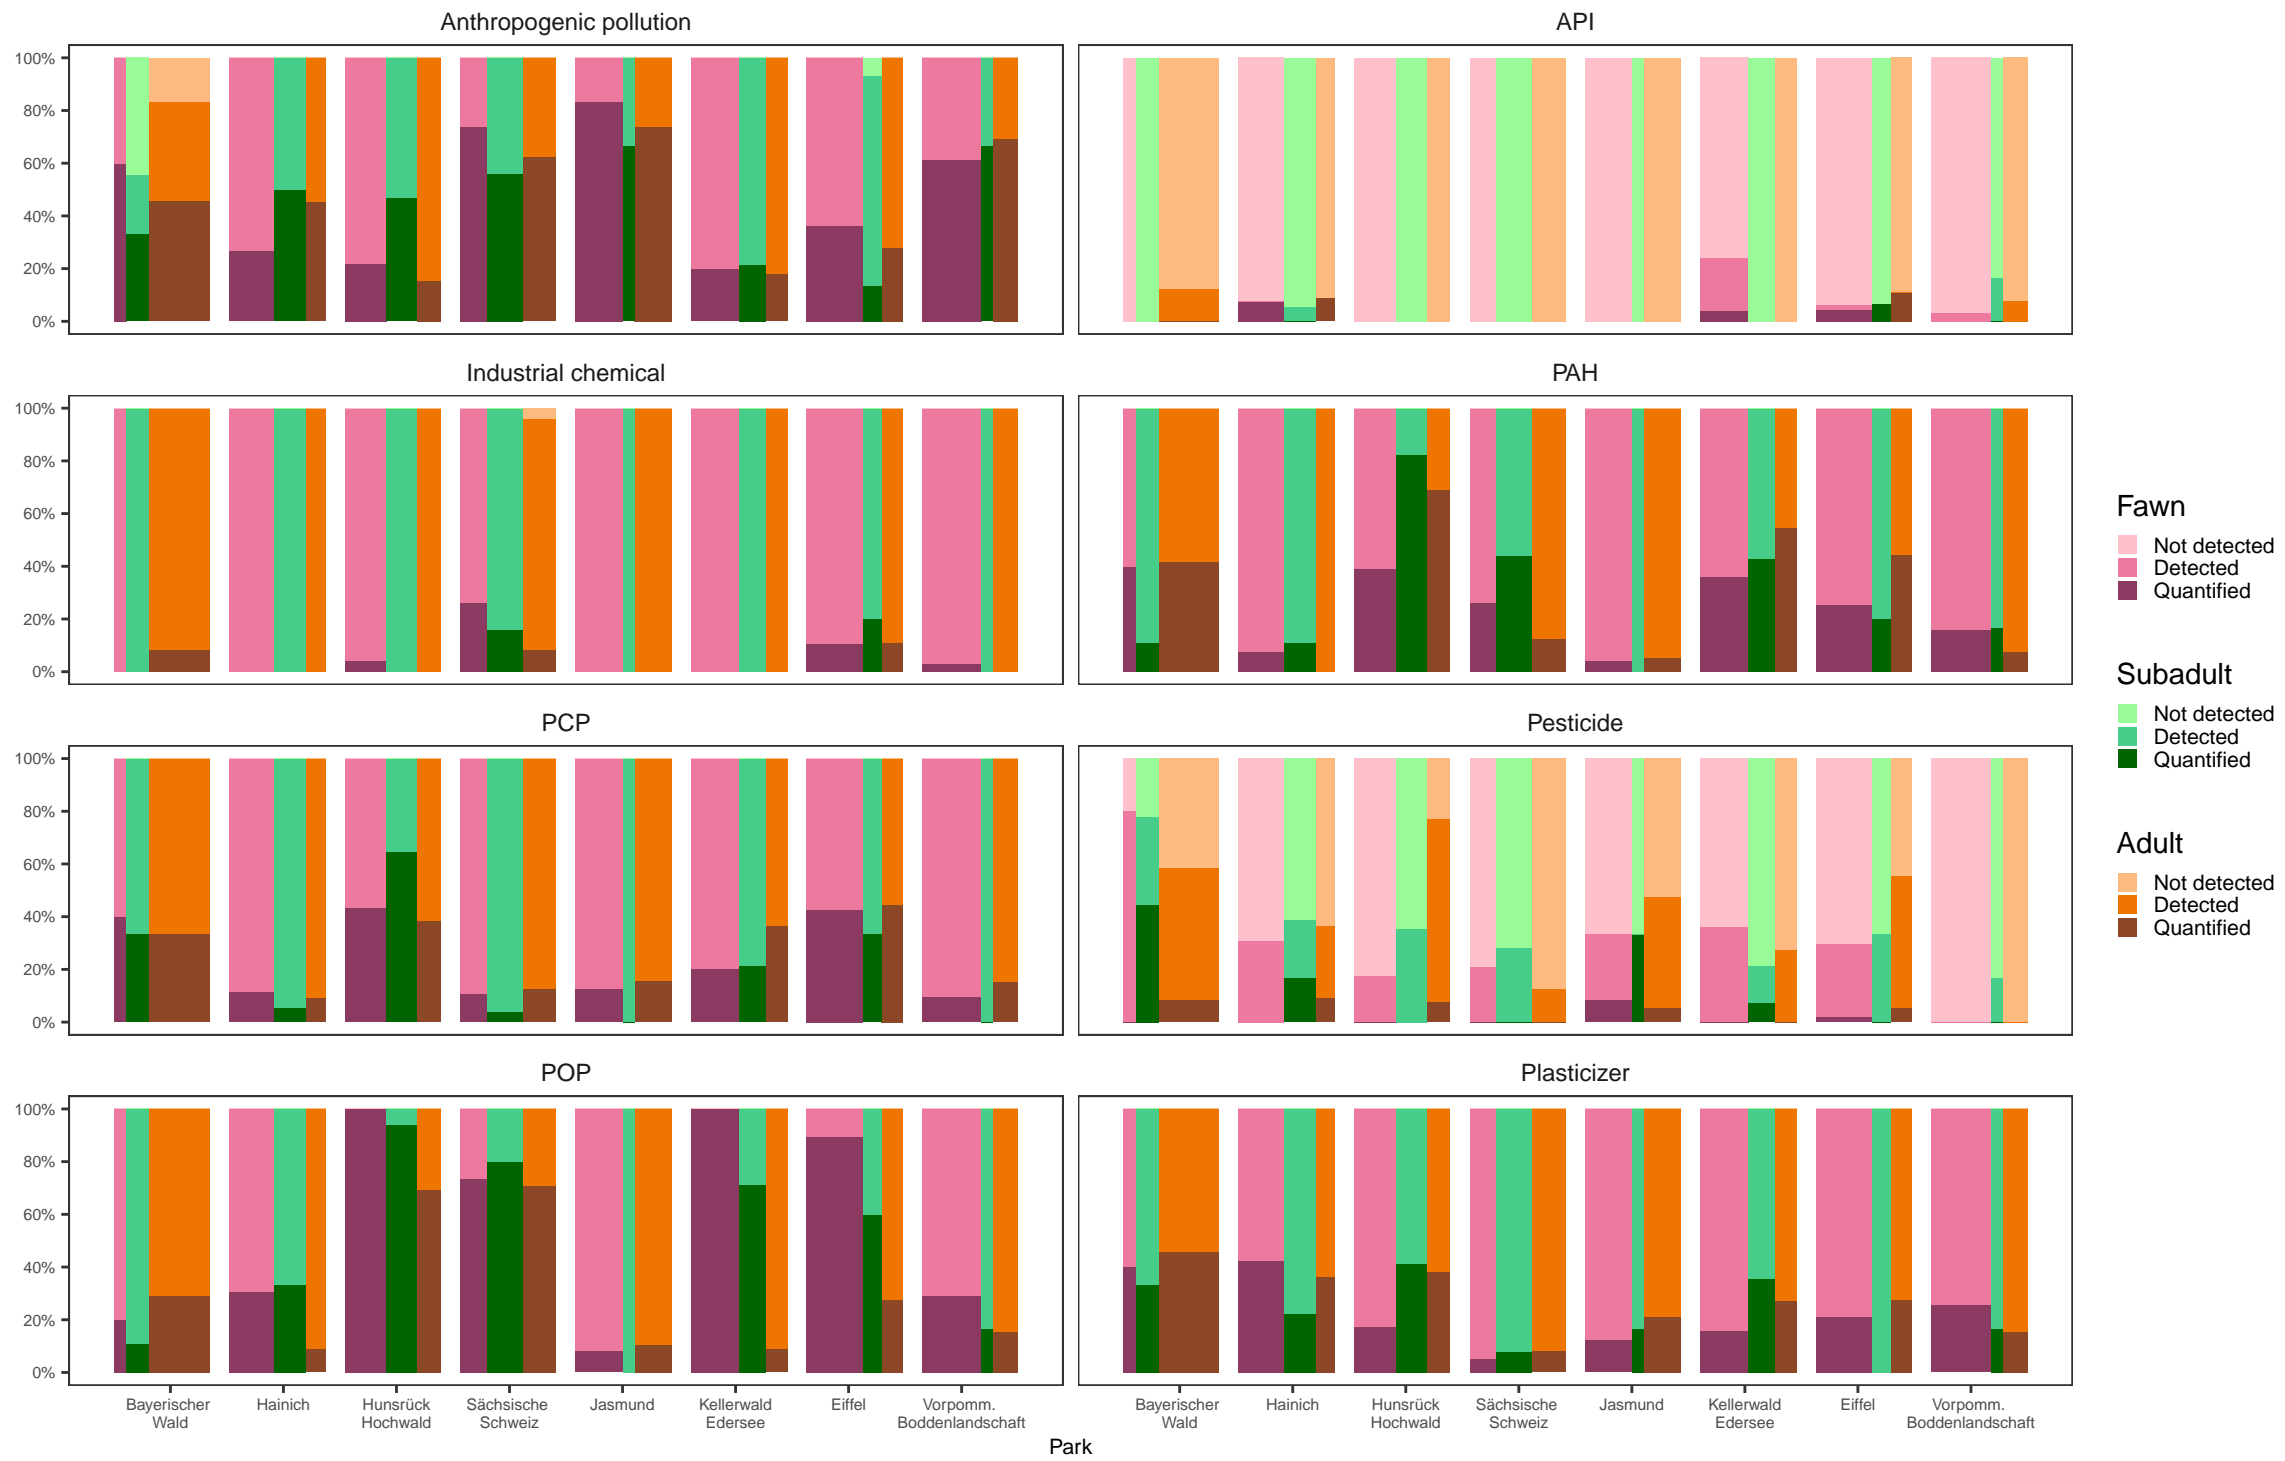 Anthropogenic pollution
API
100%
80%
60%
40%
20%
0%
Industrial chemical
PAH
100%
80%
60%
40%
20%
0%
PCP
Pesticide
100%
80%
60%
40%
20%
0%
POP
Plasticizer
100%
80%
60%
40%
20%
0%
Bayerischer
Wald
Hainich
Hunsrück
Hochwald
Sächsische
Schweiz
Jasmund
Kellerwald
Edersee
Eiffel
Vorpomm.
Boddenlandschaft
Bayerischer
Wald
Hainich
Hunsrück
Hochwald
Sächsische
Schweiz
Jasmund
Kellerwald
Edersee
Eiffel
Vorpomm.
Boddenlandschaft
Park
Fawn
Not detected
Detected
Quantified
Subadult
Not detected
Detected
Quantified
Adult
Not detected
Detected
Quantified